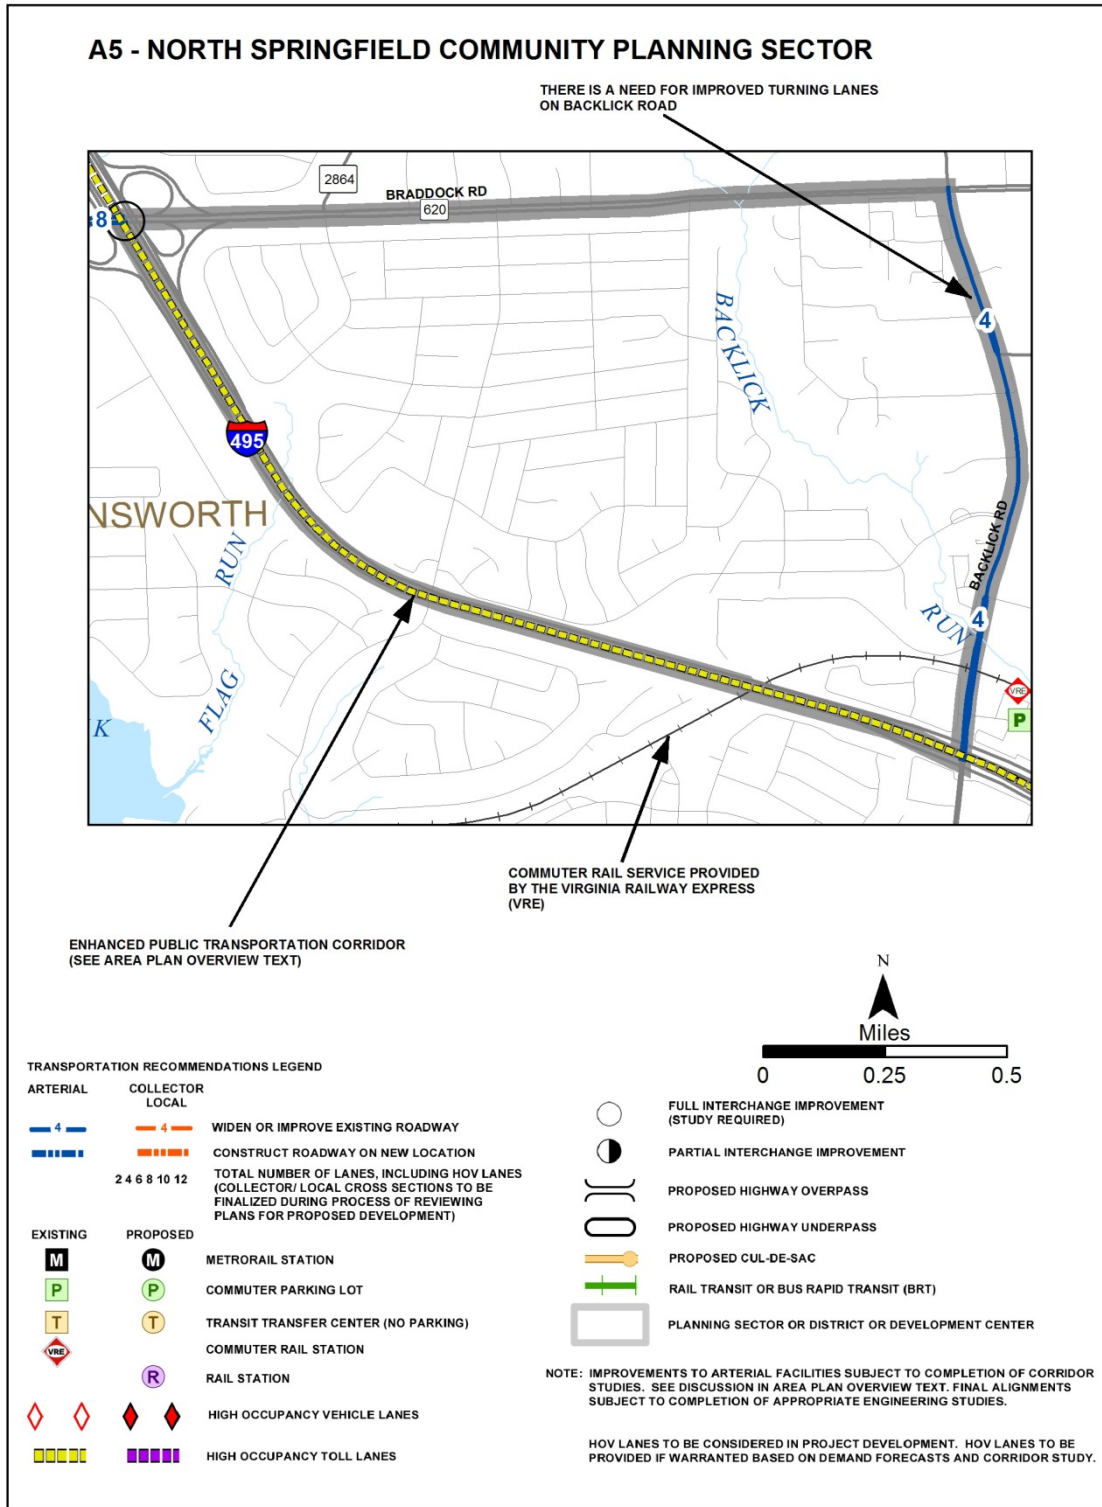 A5 - NORTH SPRINGFIELD COMMUNITY PLANNING SECTOR
THERE IS A NEED FOR IMPROVED TURNING LANES
ON BACKLICK ROAD
2864
BRADDOCK RD
620
8
BACKLICK
4
495
NSWORTH
RUN
BACKLICK RD
4
RUN
VRE
P
FLAG
K
COMMUTER RAIL SERVICE PROVIDED
BY THE VIRGINIA RAILWAY EXPRESS
(VRE)
ENHANCED PUBLIC TRANSPORTATION CORRIDOR
(SEE AREA PLAN OVERVIEW TEXT)
N
Miles
0 0.25 0.5
TRANSPORTATION RECOMMENDATIONS LEGEND
ARTERIAL COLLECTOR
LOCAL
4 4 WIDEN OR IMPROVE EXISTING ROADWAY
CONSTRUCT ROADWAY ON NEW LOCATION
2 4 6 8 10 12 TOTAL NUMBER OF LANES, INCLUDING HOV LANES
(COLLECTOR/ LOCAL CROSS SECTIONS TO BE
FINALIZED DURING PROCESS OF REVIEWING
PLANS FOR PROPOSED DEVELOPMENT)
EXISTING PROPOSED
M M METRORAIL STATION
P P COMMUTER PARKING LOT
T T TRANSIT TRANSFER CENTER (NO PARKING)
VRE COMMUTER RAIL STATION
R RAIL STATION
HIGH OCCUPANCY VEHICLE LANES
HIGH OCCUPANCY TOLL LANES
FULL INTERCHANGE IMPROVEMENT
(STUDY REQUIRED)
PARTIAL INTERCHANGE IMPROVEMENT
PROPOSED HIGHWAY OVERPASS
PROPOSED HIGHWAY UNDERPASS
PROPOSED CUL-DE-SAC
RAIL TRANSIT OR BUS RAPID TRANSIT (BRT)
PLANNING SECTOR OR DISTRICT OR DEVELOPMENT CENTER
NOTE: IMPROVEMENTS TO ARTERIAL FACILITIES SUBJECT TO COMPLETION OF CORRIDOR
STUDIES. SEE DISCUSSION IN AREA PLAN OVERVIEW TEXT. FINAL ALIGNMENTS
SUBJECT TO COMPLETION OF APPROPRIATE ENGINEERING STUDIES.
HOV LANES TO BE CONSIDERED IN PROJECT DEVELOPMENT. HOV LANES TO BE
PROVIDED IF WARRANTED BASED ON DEMAND FORECASTS AND CORRIDOR STUDY.